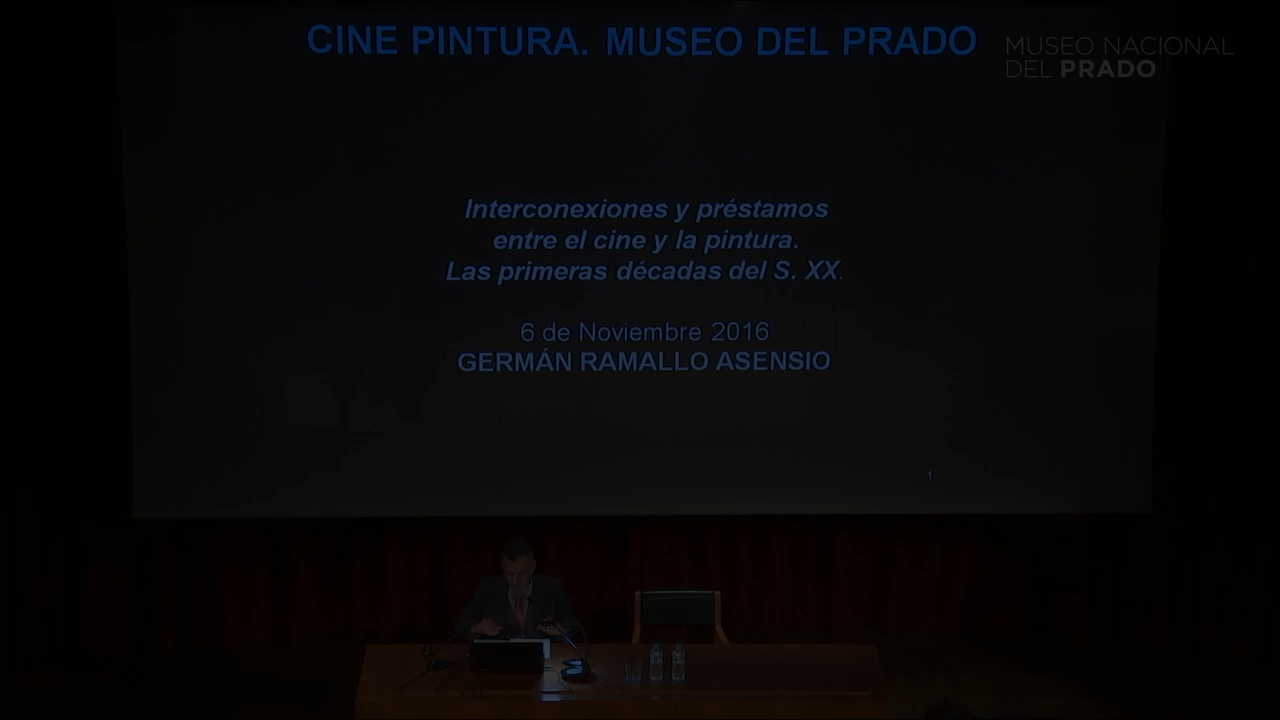 CINE PINTURA. MUSEO DEL PRADO
MUSEO NACIONAL
DEL PRADO
Interconexiones y préstamos
entre el cine y la pintura.
Las primeras décadas del S. XX.
6 de Noviembre 2016
GERMÁN RAMALLO ASENSIO
1